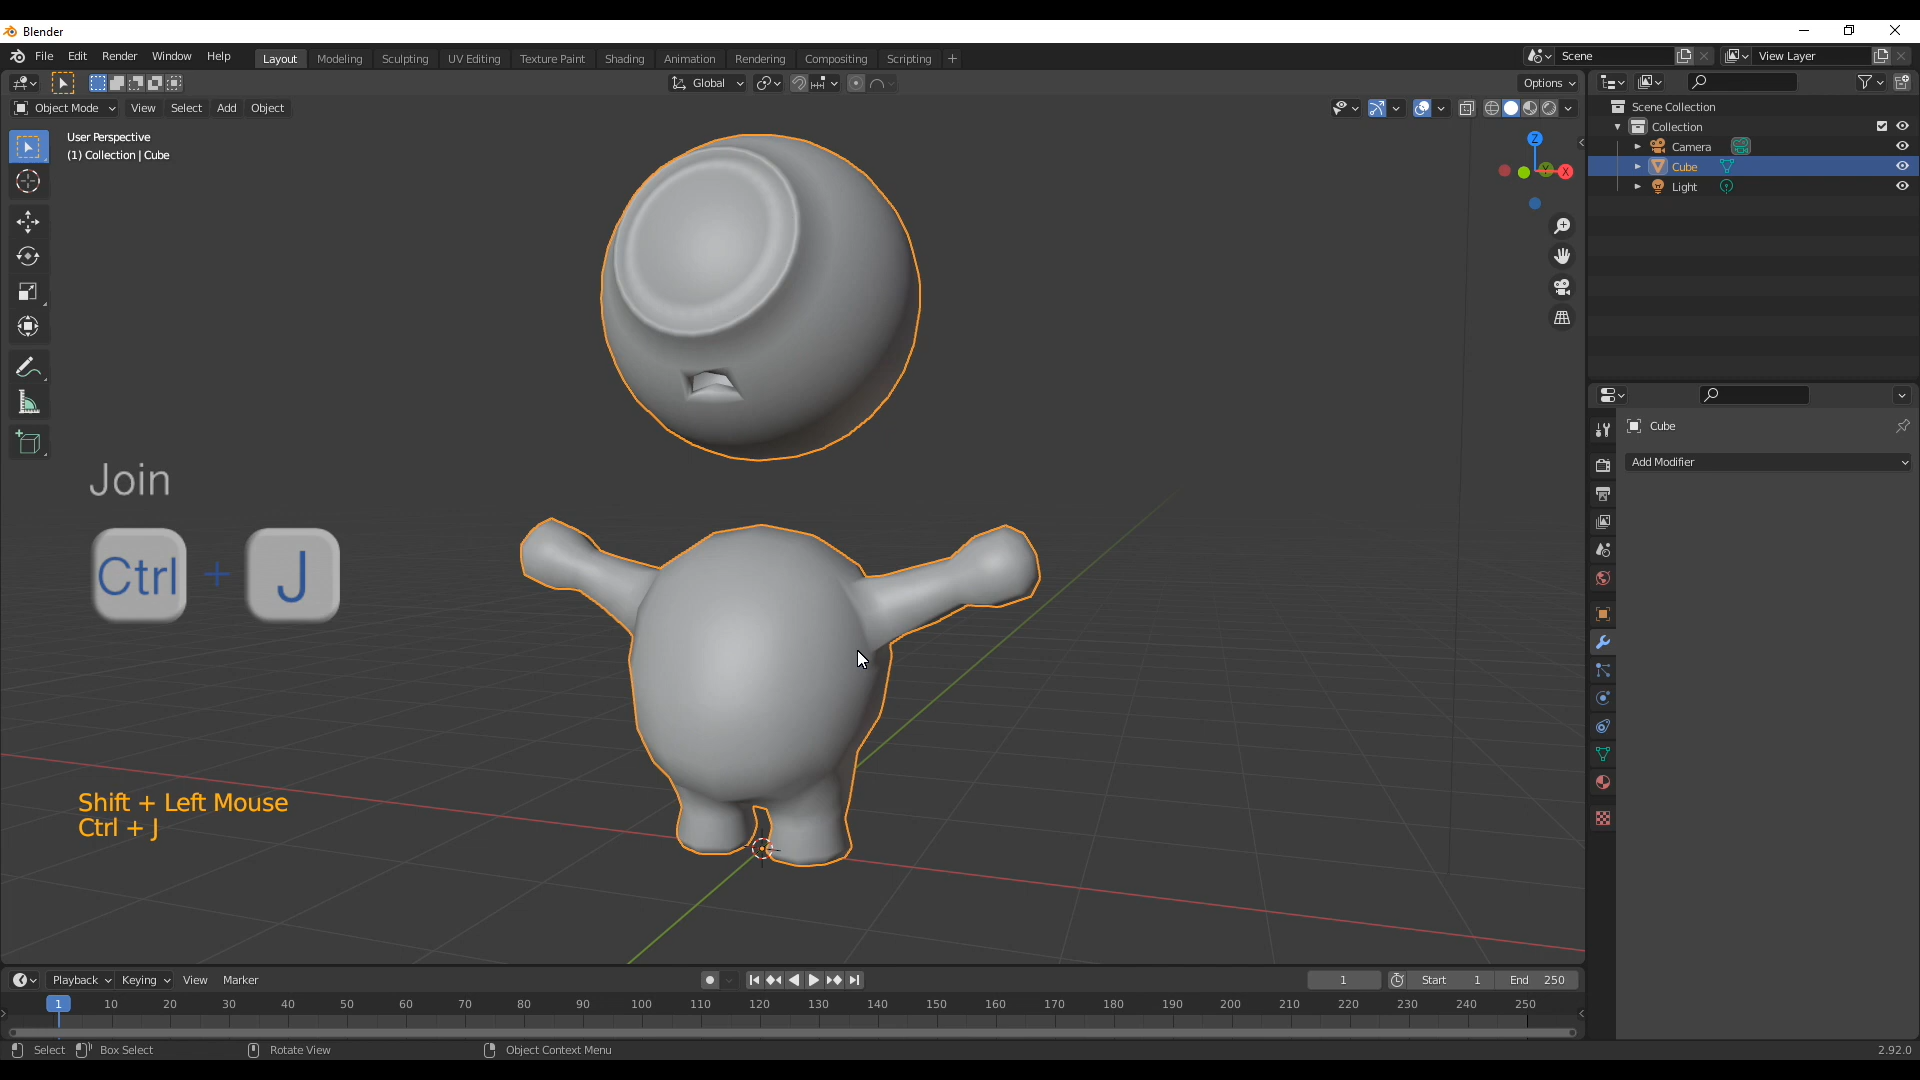 Blender
File Edit Render Window Help
Layout Modeling Sculpting UV Editing Texture Paint Shading Animation Rendering Compositing Scripting +
Scene
View Layer
Global
Options
Object Mode View Select Add Object
User Perspective
(1) Collection | Cube
Z
Y
X
Scene Collection
Collection
Camera
Cube
Light
Cube
Add Modifier
Join
Ctrl + J
Shift + Left Mouse
Ctrl + J
Playback Keying View Marker
1
Start 1
End 250
1 10 20 30 40 50 60 70 80 90 100 110 120 130 140 150 160 170 180 190 200 210 220 230 240 250
Select Box Select Rotate View Object Context Menu
2.92.0